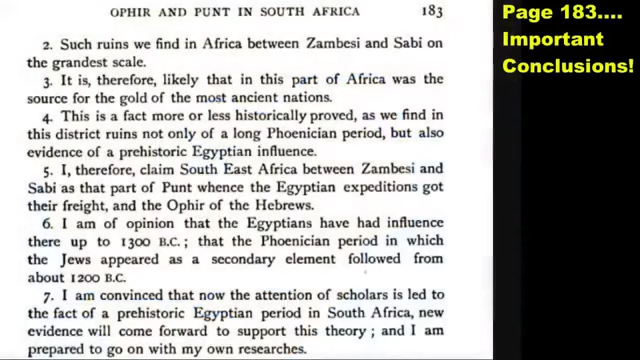 OPHIR AND PUNT IN SOUTH AFRICA 183
2. Such ruins we find in Africa between Zambesi and Sabi on
the grandest scale.
3. It is, therefore, likely that in this part of Africa was the
source for the gold of the most ancient nations.
4. This is a fact more or less historically proved, as we find in
this district ruins not only of a long Phoenician period, but also
evidence of a prehistoric Egyptian influence.
5. I, therefore, claim South East Africa between Zambesi and
Sabi as that part of Punt whence the Egyptian expeditions got
their freight, and the Ophir of the Hebrews.
6. I am of opinion that the Egyptians have had influence
there up to 1300 B.C.; that the Phoenician period in which
the Jews appeared as a secondary element followed from
about 1200 B.C.
7. I am convinced that now the attention of scholars is led to
the fact of a prehistoric Egyptian period in South Africa, new
evidence will come forward to support this theory; and I am
prepared to go on with my own researches.
Page 183....
Important
Conclusions!